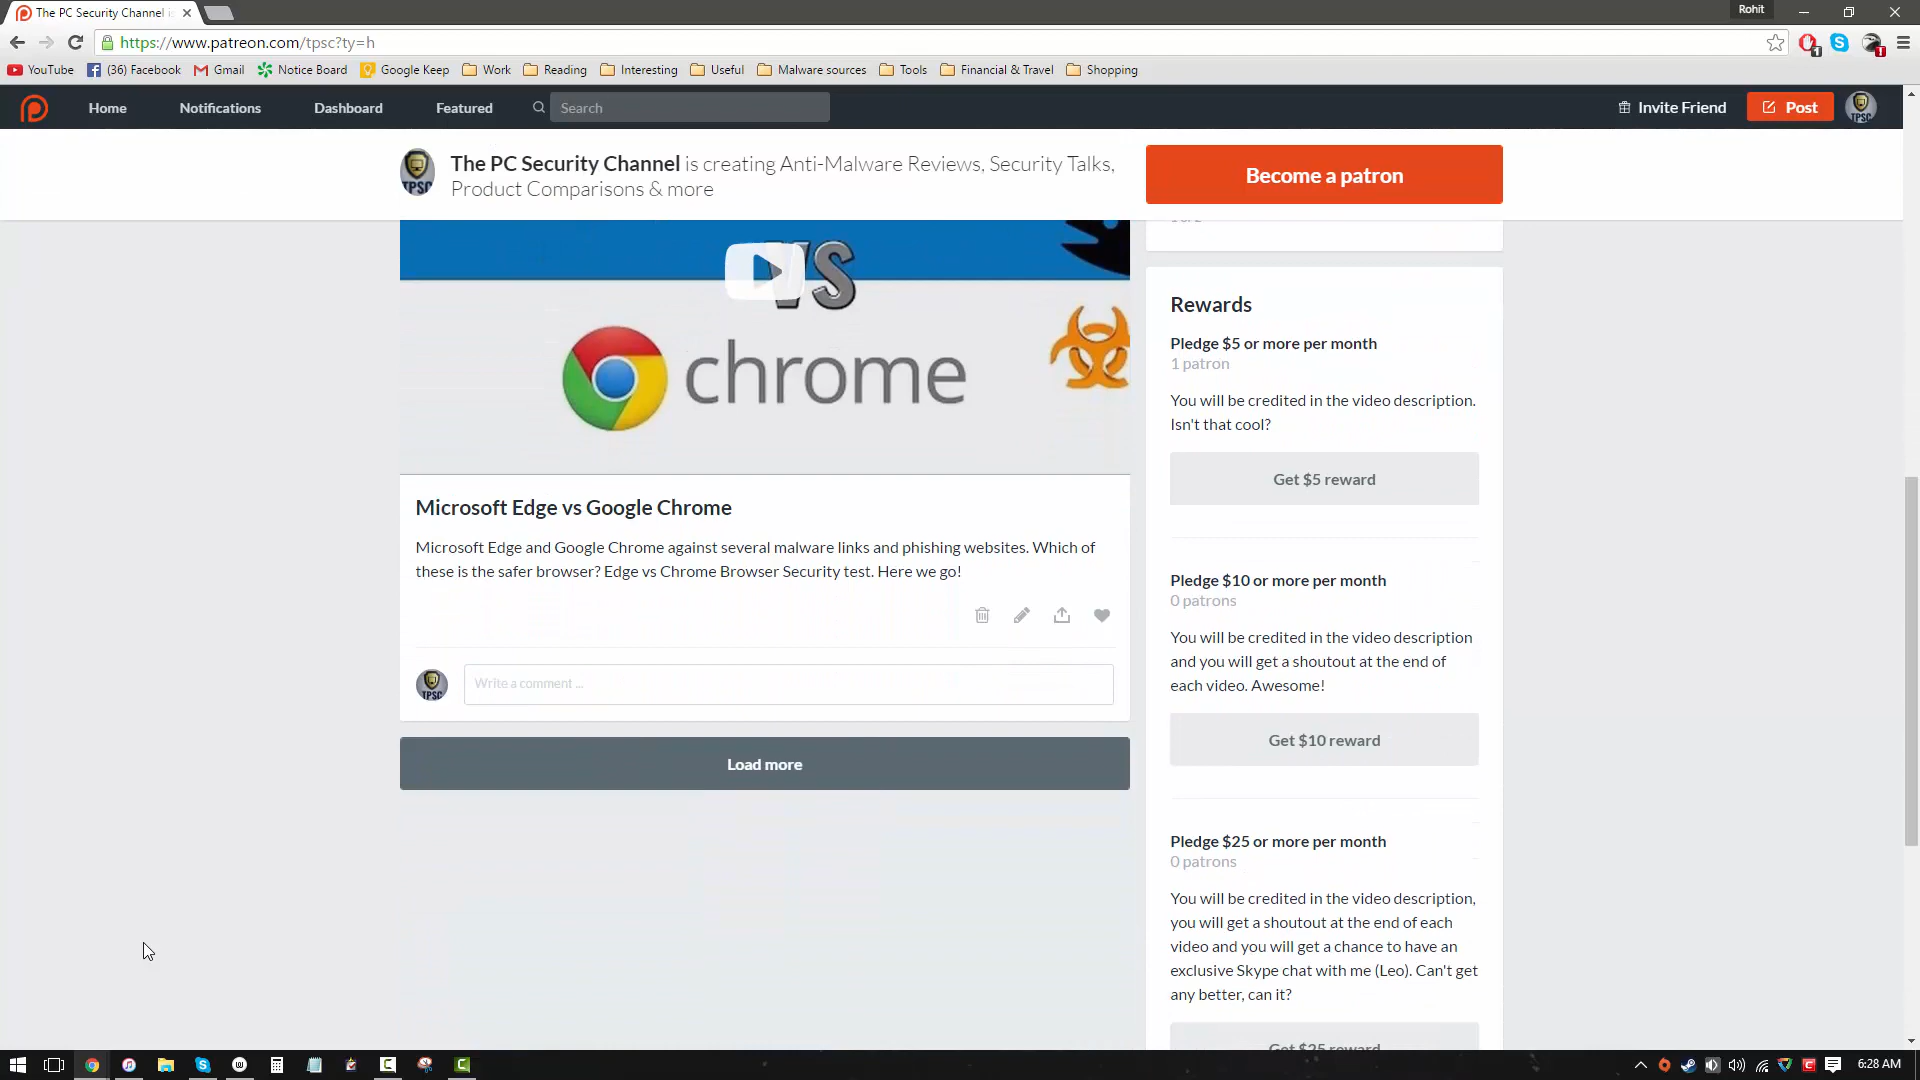 The PC Security Channel is
Rohit
https://www.patreon.com/tpsc?ty=h
YouTube
(36) Facebook
Gmail
Notice Board
Google Keep
Work
Reading
Interesting
Useful
Malware sources
Tools
Financial & Travel
Shopping
Home
Notifications
Dashboard
Featured
Search
Invite Friend
Post
TPSC
The PC Security Channel is creating Anti-Malware Reviews, Security Talks,
Product Comparisons & more
Become a patron
VS
chrome
Microsoft Edge vs Google Chrome
Microsoft Edge and Google Chrome against several malware links and phishing websites. Which of
these is the safer browser? Edge vs Chrome Browser Security test. Here we go!
TPSC
Write a comment ...
Load more
Rewards
Pledge $5 or more per month
1 patron
You will be credited in the video description.
Isn't that cool?
Get $5 reward
Pledge $10 or more per month
0 patrons
You will be credited in the video description
and you will get a shoutout at the end of
each video. Awesome!
Get $10 reward
Pledge $25 or more per month
0 patrons
You will be credited in the video description,
you will get a shoutout at the end of each
video and you will get a chance to have an
exclusive Skype chat with me (Leo). Can't get
any better, can it?
Get $25 reward
6:28 AM